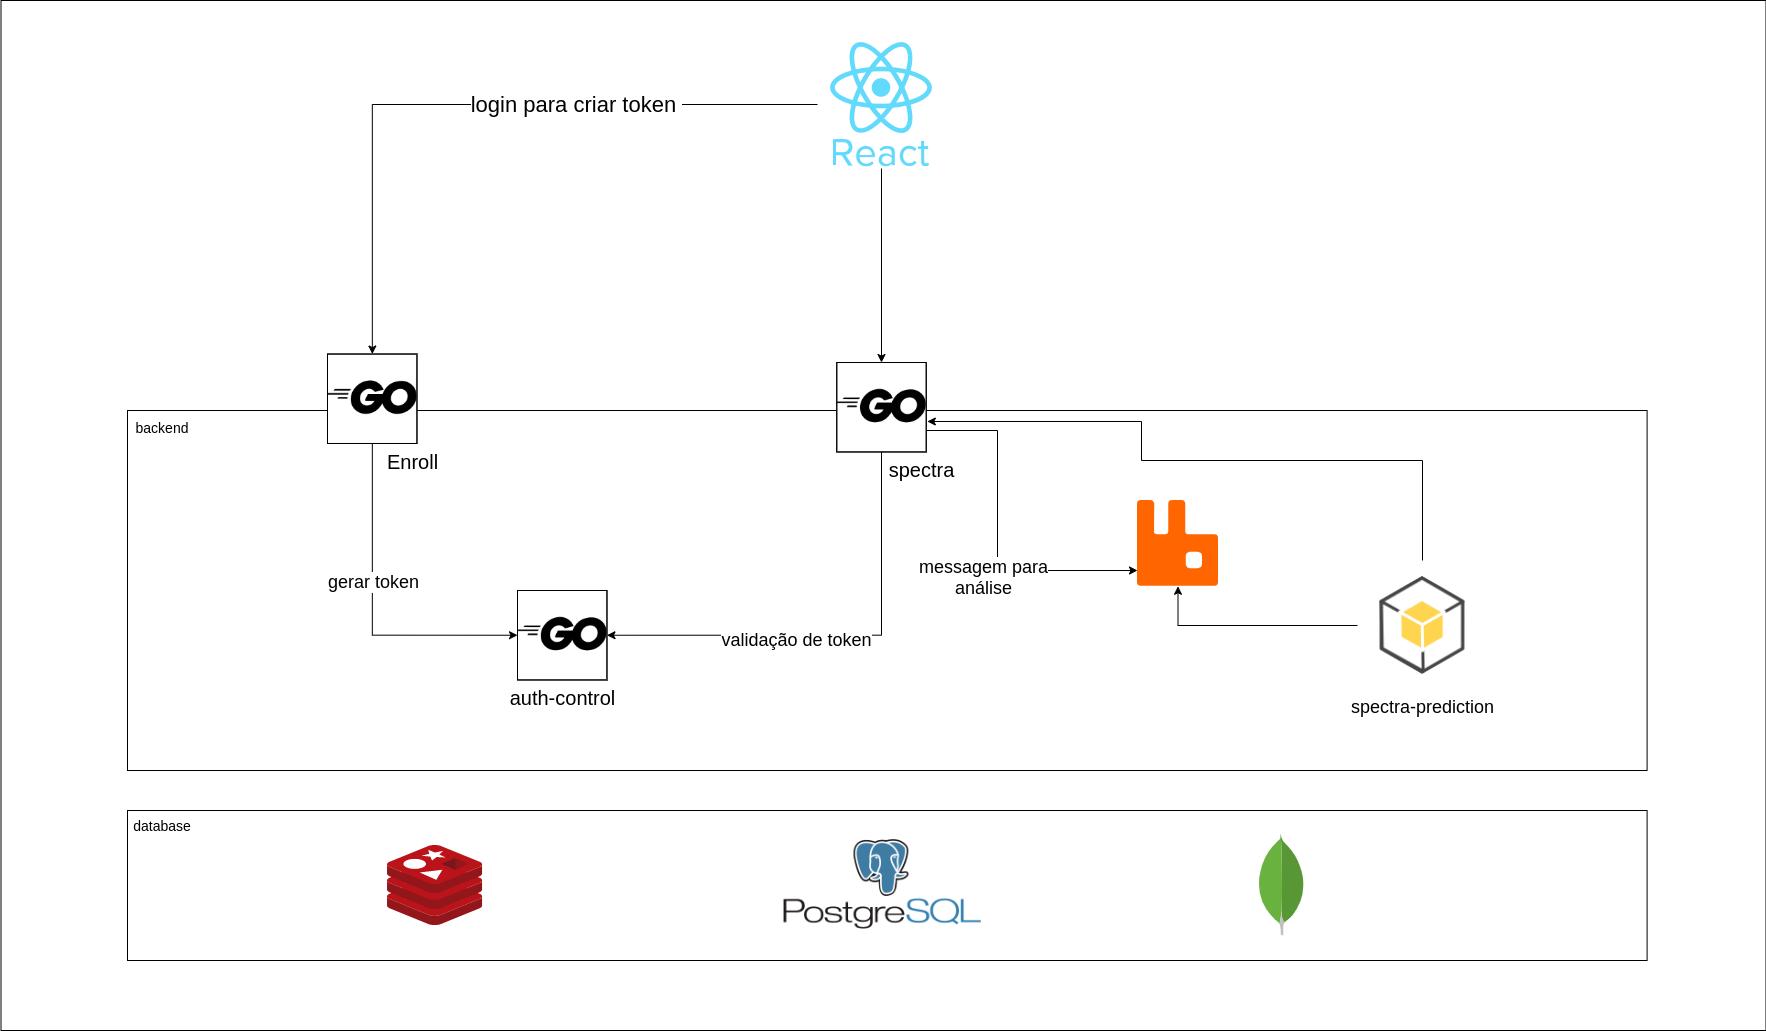 login para criar token
React
GO
GO
backend
Enroll
spectra
messagem para
análise
gerar token
GO
validação de token
auth-control
spectra-prediction
database
PostgreSQL